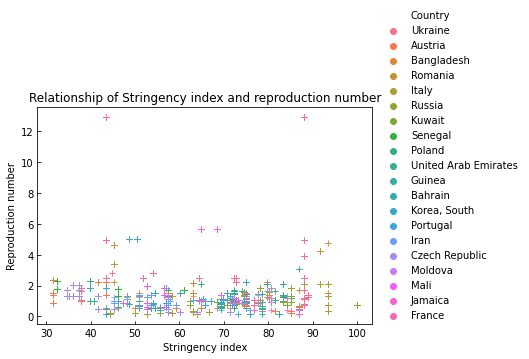 Country
Ukraine
Austria
Bangladesh
Romania
Italy
Russia
Kuwait
Senegal
Poland
United Arab Emirates
Guinea
Bahrain
Korea, South
Portugal
Iran
Czech Republic
Moldova
Mali
Jamaica
France
Relationship of Stringency index and reproduction number
Reproduction number
12
10
8
6
4
2
0
30 40 50 60 70 80 90 100
Stringency index